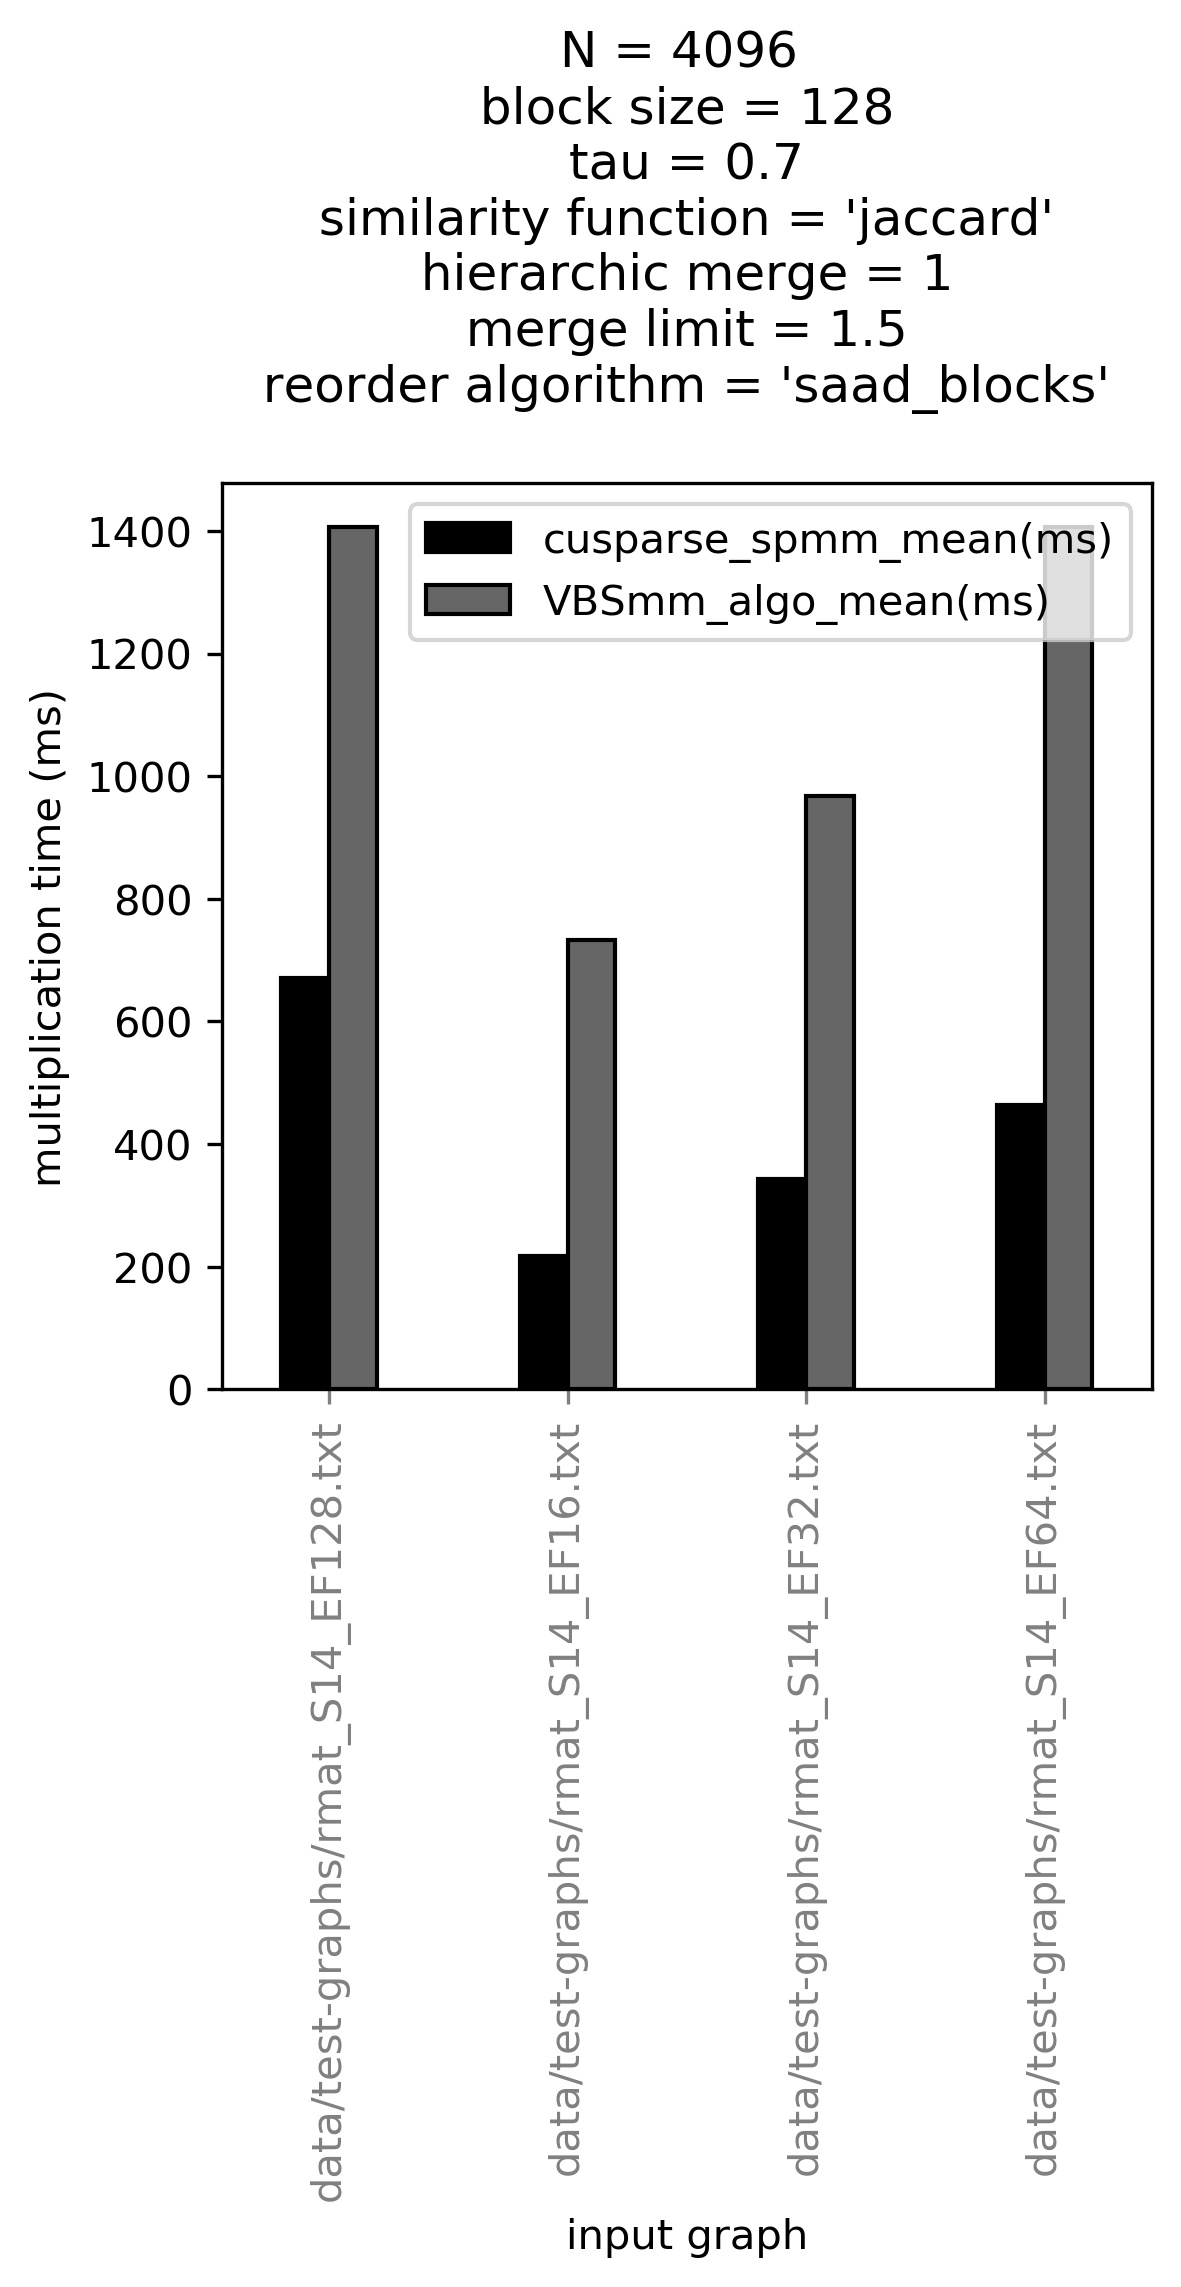 N = 4096
block size = 128
tau = 0.7
similarity function = 'jaccard'
hierarchic merge = 1
merge limit = 1.5
reorder algorithm = 'saad_blocks'
cusparse_spmm_mean(ms)
VBSmm_algo_mean(ms)
multiplication time (ms)
1400
1200
1000
800
600
400
200
0
data/test-graphs/rmat_S14_EF128.txt
data/test-graphs/rmat_S14_EF16.txt
data/test-graphs/rmat_S14_EF32.txt
data/test-graphs/rmat_S14_EF64.txt
input graph